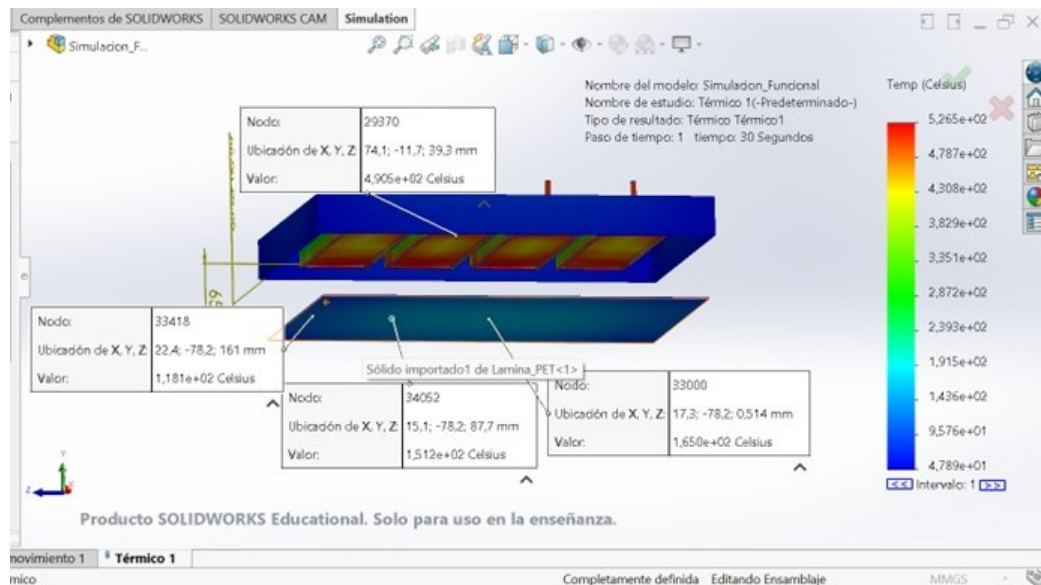 Complementos de SOLIDWORKS SOLIDWORKS CAM Simulation
Simulacion_F...
Nombre del modelo: Simulacion_Funcional
Nombre de estudio: Térmico 1(-Predeterminado-)
Tipo de resultado: Térmico Térmico1
Paso de tiempo: 1 tiempo: 30 Segundos
Temp (Celsius)
5,265e+02
4,787e+02
4,308e+02
3,829e+02
3,351e+02
2,872e+02
2,393e+02
1,915e+02
1,436e+02
9,576e+01
4,789e+01
Intervalo: 1
Nodo: 29370
Ubicación de X, Y, Z: 74,1; -11,7; 39,3 mm
Valor: 4,905e+02 Celsius
Nodo: 33418
Ubicación de X, Y, Z: 22,4; -78,2; 161 mm
Valor: 1,181e+02 Celsius
Sólido importado1 de Lamina_PET<1>
Nodo: 34052
Ubicación de X, Y, Z: 15,1; -78,2; 87,7 mm
Valor: 1,512e+02 Celsius
Nodo: 33000
Ubicación de X, Y, Z: 17,3; -78,2; 0,514 mm
Valor: 1,650e+02 Celsius
Y
Z
Producto SOLIDWORKS Educational. Solo para uso en la enseñanza.
movimiento 1 Térmico 1
mico Completamente definida Editando Ensamblaje MMGS